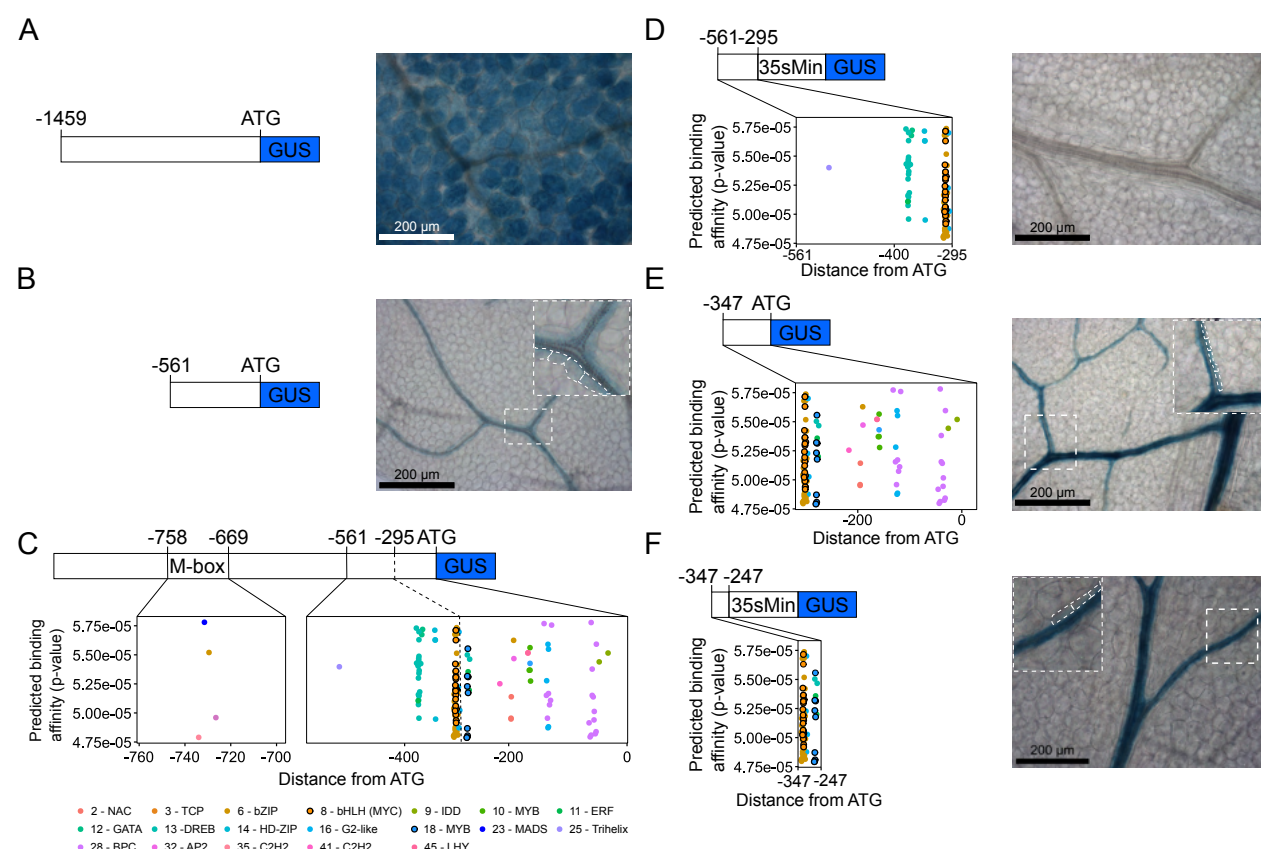 A
-1459 ATG
GUS
200 µm
B
-561 ATG
GUS
200 µm
C
-758 -669 -561 -295 ATG
M-box GUS
Predicted binding
affinity (p-value)
5.75e-05
5.50e-05
5.25e-05
5.00e-05
4.75e-05
-760 -740 -720 -700 -400 -200 0
Distance from ATG
D
-561 -295
35sMin GUS
Predicted binding
affinity (p-value)
5.75e-05
5.50e-05
5.25e-05
5.00e-05
4.75e-05
-561 -400 -295
Distance from ATG
200 µm
E
-347 ATG
GUS
Predicted binding
affinity (p-value)
5.75e-05
5.50e-05
5.25e-05
5.00e-05
4.75e-05
-200 0
Distance from ATG
200 µm
F
-347 -247
35sMin GUS
Predicted binding
affinity (p-value)
5.75e-05
5.50e-05
5.25e-05
5.00e-05
4.75e-05
-347 -247
Distance from ATG
200 µm
2 - NAC 3 - TCP 6 - bZIP 8 - bHLH (MYC) 9 - IDD 10 - MYB 11 - ERF
12 - GATA 13 -DREB 14 - HD-ZIP 16 - G2-like 18 - MYB 23 - MADS 25 - Trihelix
28 - BPC 32 - AP2 35 - C2H2 41 - C2H2 45 - LHY